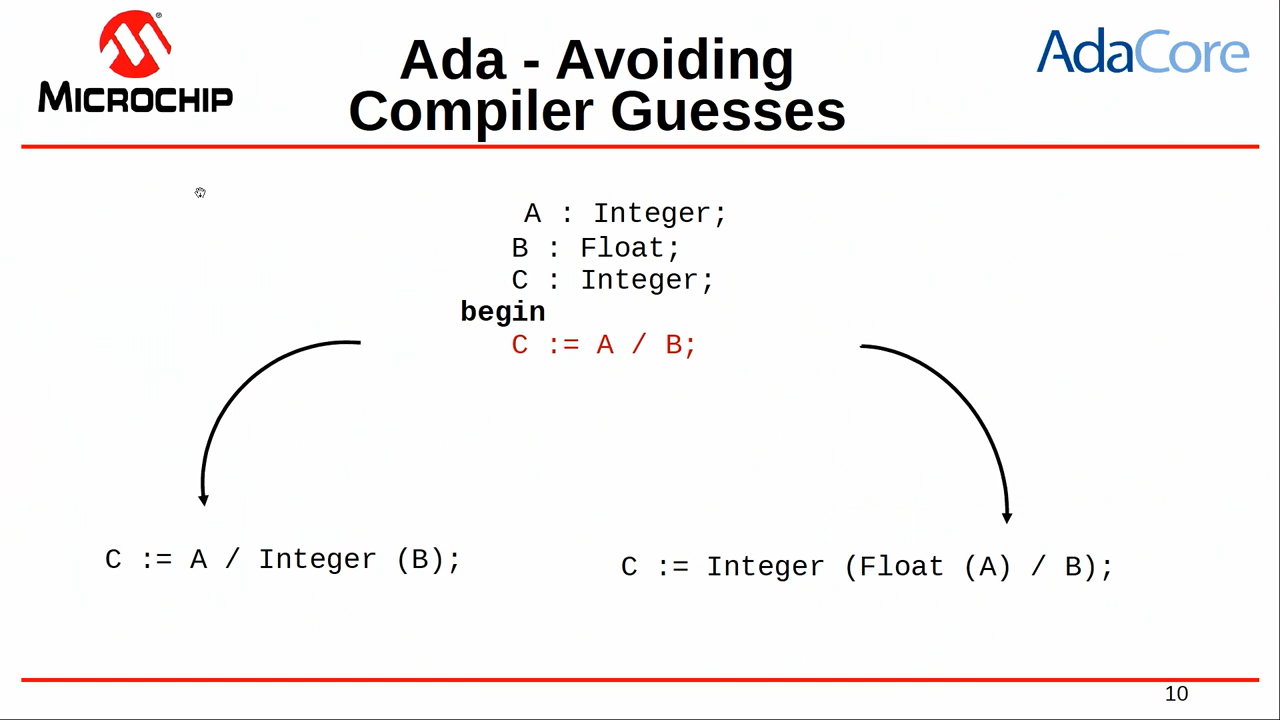 MICROCHIP
®
Ada - Avoiding
Compiler Guesses
AdaCore
A : Integer;
B : Float;
C : Integer;
begin
C := A / B;
C := A / Integer (B);
C := Integer (Float (A) / B);
10